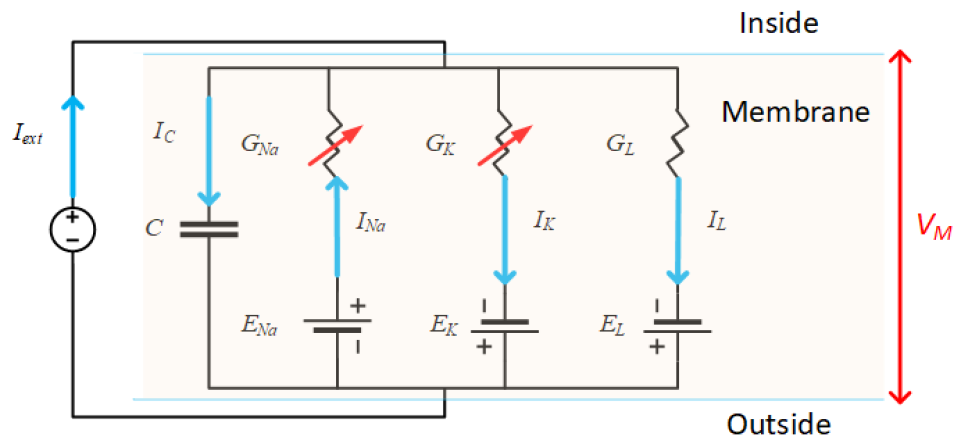 Inside
Membrane
I_ext
I_C
G_Na
G_K
G_L
+
−
C
I_Na
I_K
I_L
V_M
E_Na
+
−
E_K
−
+
E_L
−
+
Outside